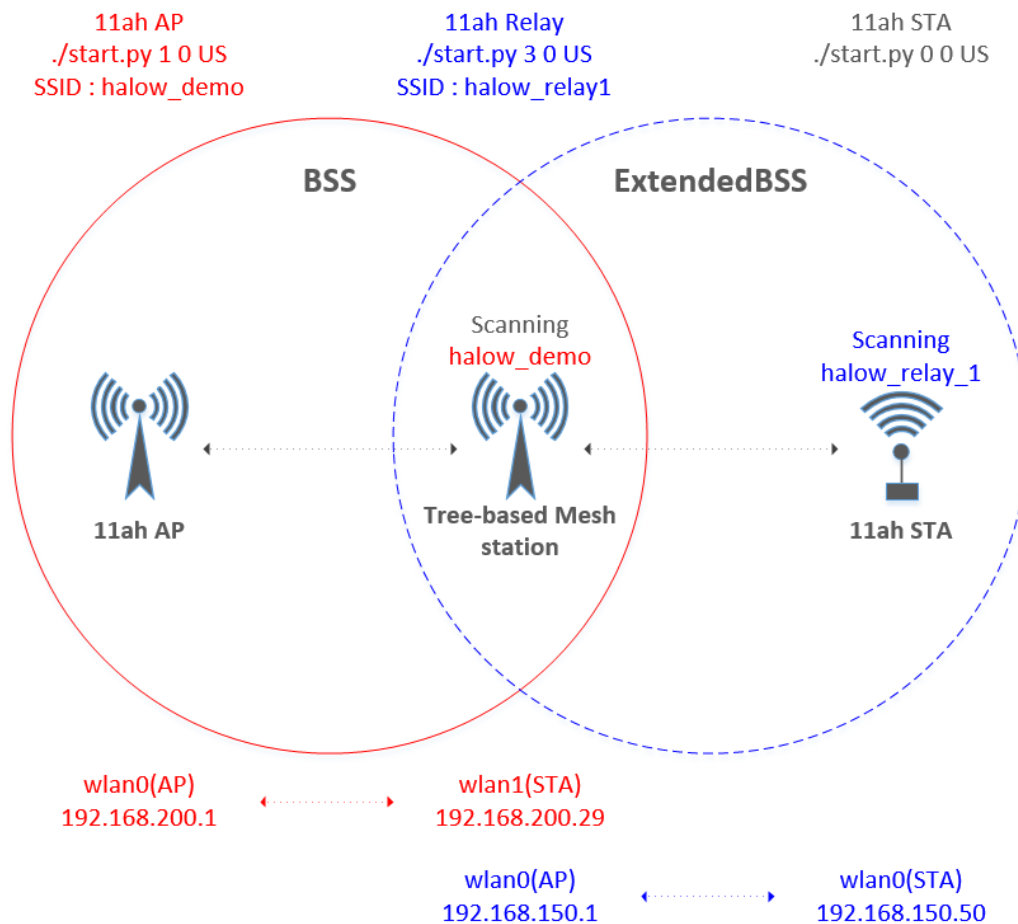 11ah AP
./start.py 1 0 US
SSID : halow_demo
11ah Relay
./start.py 3 0 US
SSID : halow_relay1
11ah STA
./start.py 0 0 US
BSS
ExtendedBSS
Scanning
halow_demo
Scanning
halow_relay_1
11ah AP
Tree-based Mesh
station
11ah STA
wlan0(AP)
192.168.200.1
wlan1(STA)
192.168.200.29
wlan0(AP)
192.168.150.1
wlan0(STA)
192.168.150.50